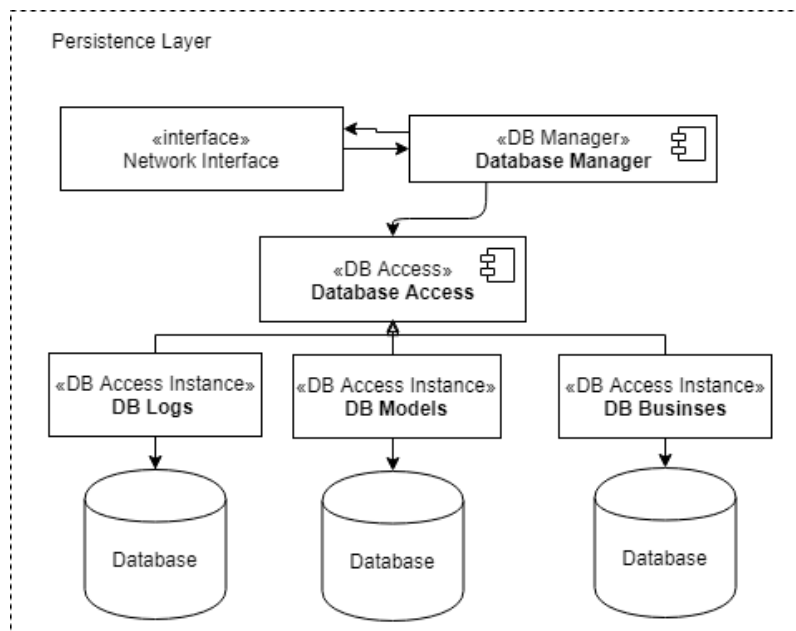 Persistence Layer
«interface»
Network Interface
«DB Manager»
Database Manager
«DB Access»
Database Access
«DB Access Instance»
DB Logs
«DB Access Instance»
DB Models
«DB Access Instance»
DB Businses
Database
Database
Database